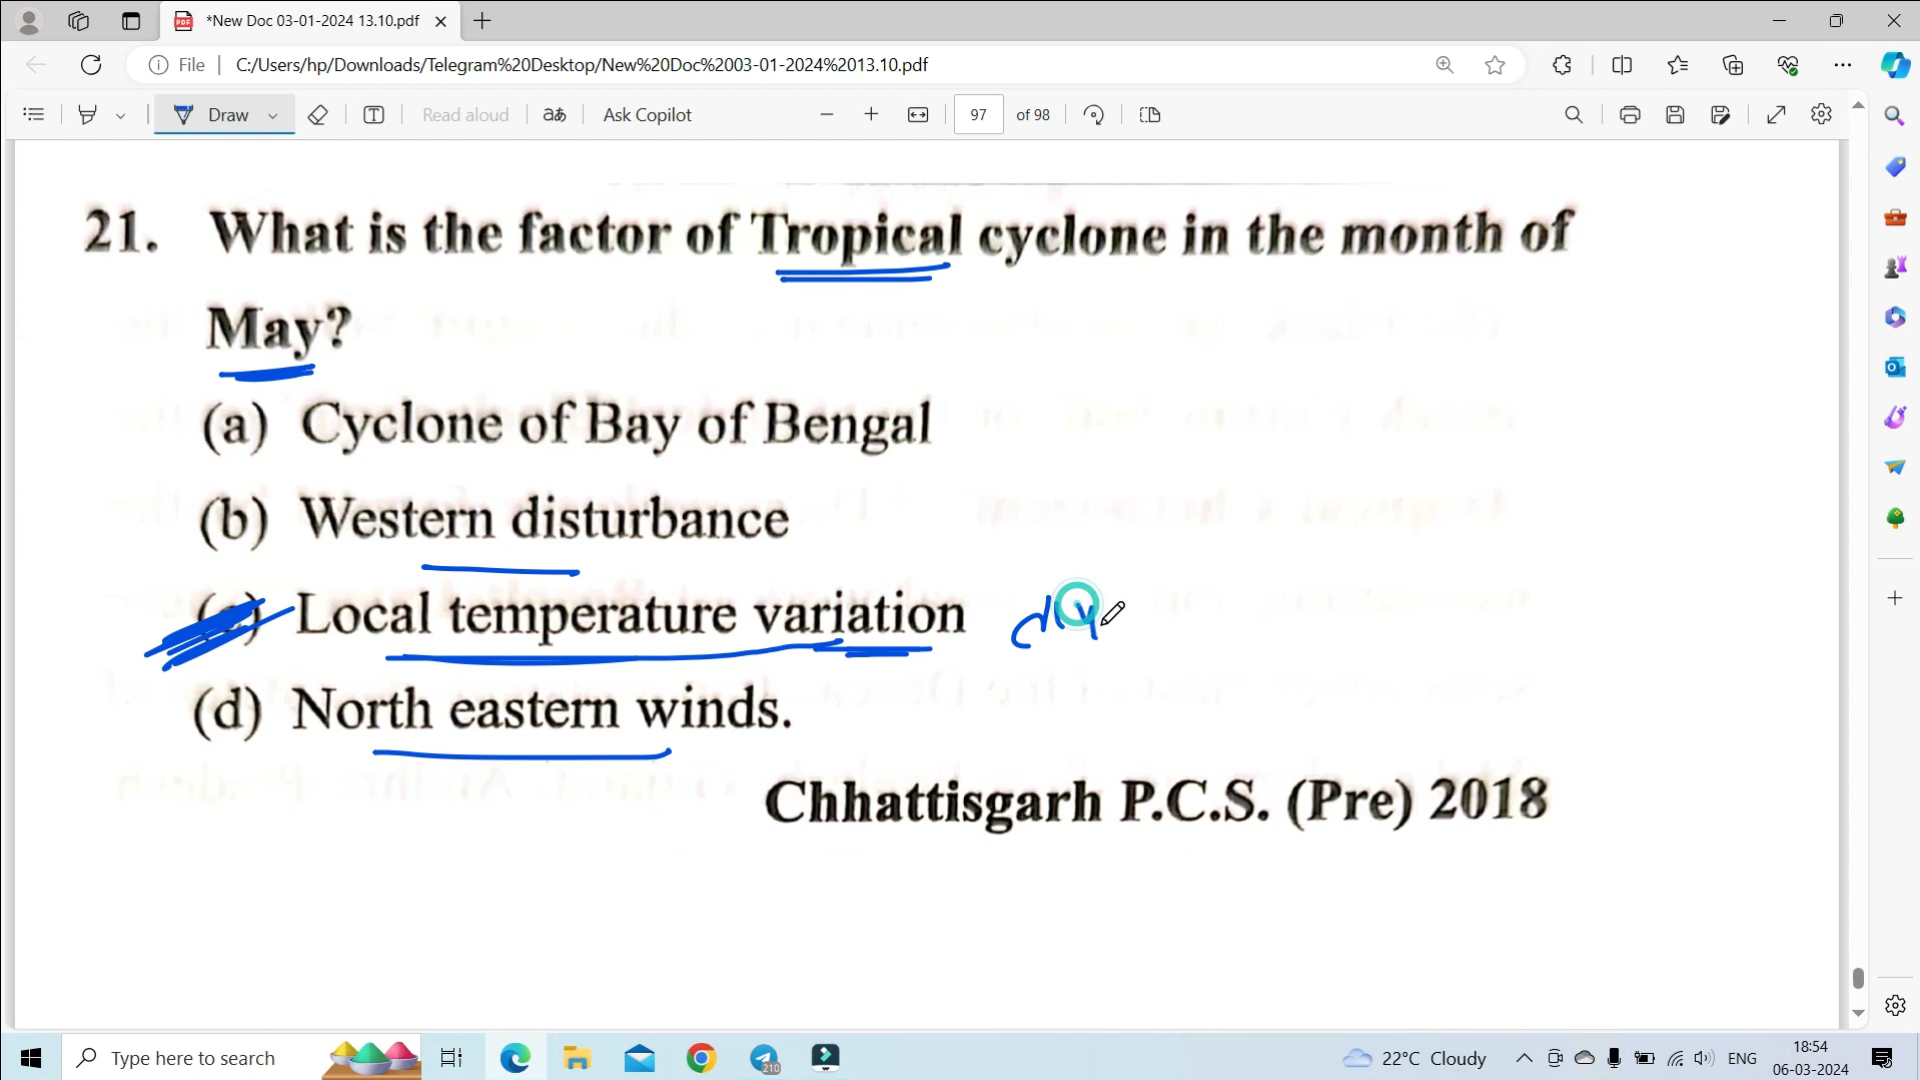 *New Doc 03-01-2024 13.10.pdf
File
C:/Users/hp/Downloads/Telegram%20Desktop/New%20Doc%2003-01-2024%2013.10.pdf
Draw
Read aloud
aあ
Ask Copilot
97
of 98
21. What is the factor of Tropical cyclone in the month of
May?
(a) Cyclone of Bay of Bengal
(b) Western disturbance
(c) Local temperature variation
(d) North eastern winds.
Chhattisgarh P.C.S. (Pre) 2018
Type here to search
210
22°C Cloudy
ENG
18:54
06-03-2024